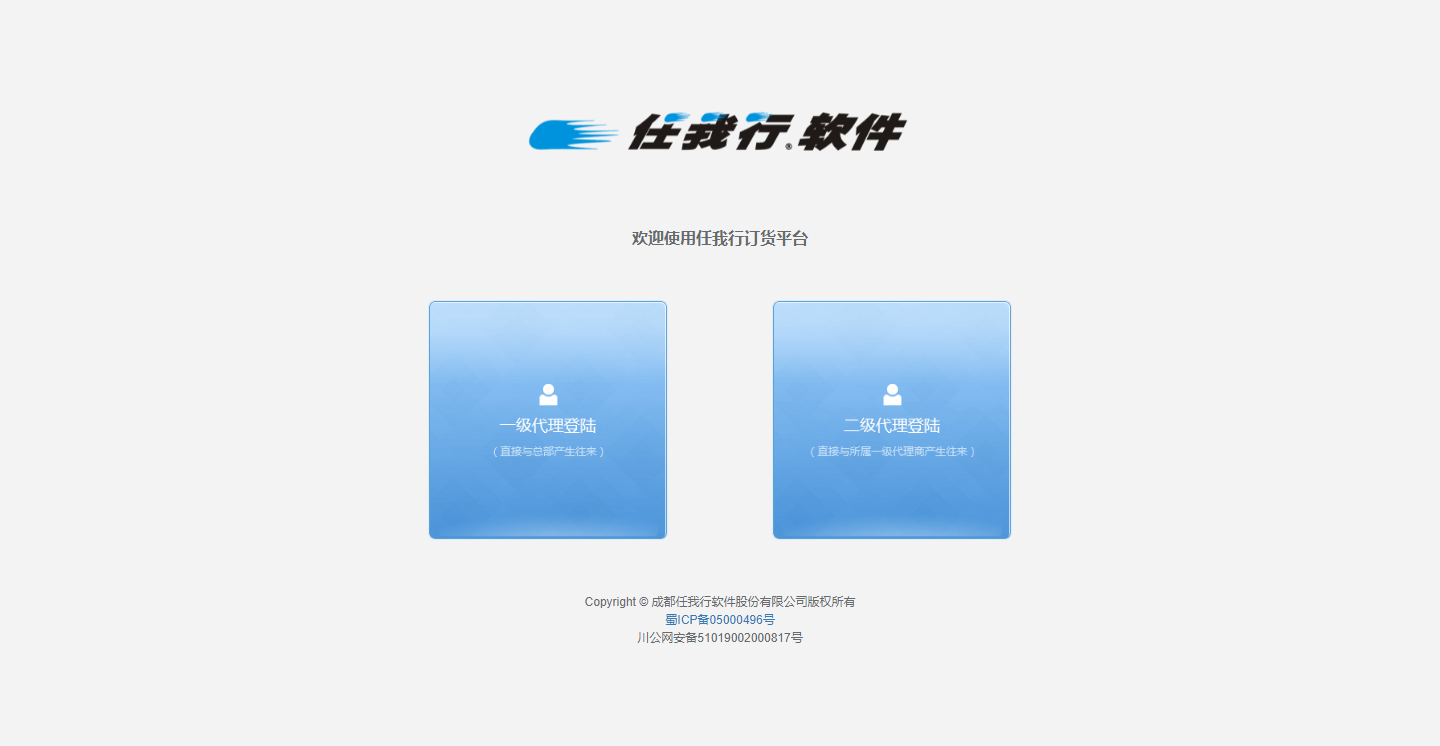 任我行®软件
欢迎使用任我行订货平台
一级代理登陆
（直接与总部产生往来）
二级代理登陆
（直接与所属一级代理商产生往来）
Copyright © 成都任我行软件股份有限公司版权所有
蜀ICP备05000496号
川公网安备51019002000817号